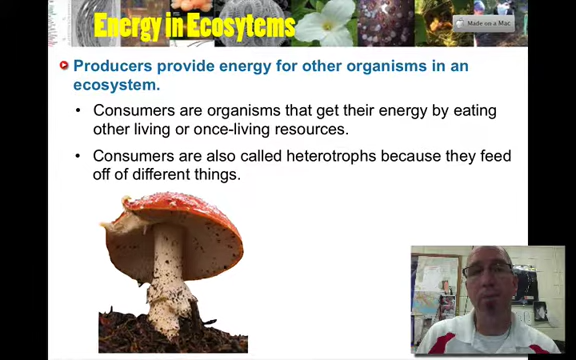 Energy in Ecosytems
Made on a Mac
Producers provide energy for other organisms in an
ecosystem.
• Consumers are organisms that get their energy by eating
other living or once-living resources.
• Consumers are also called heterotrophs because they feed
off of different things.